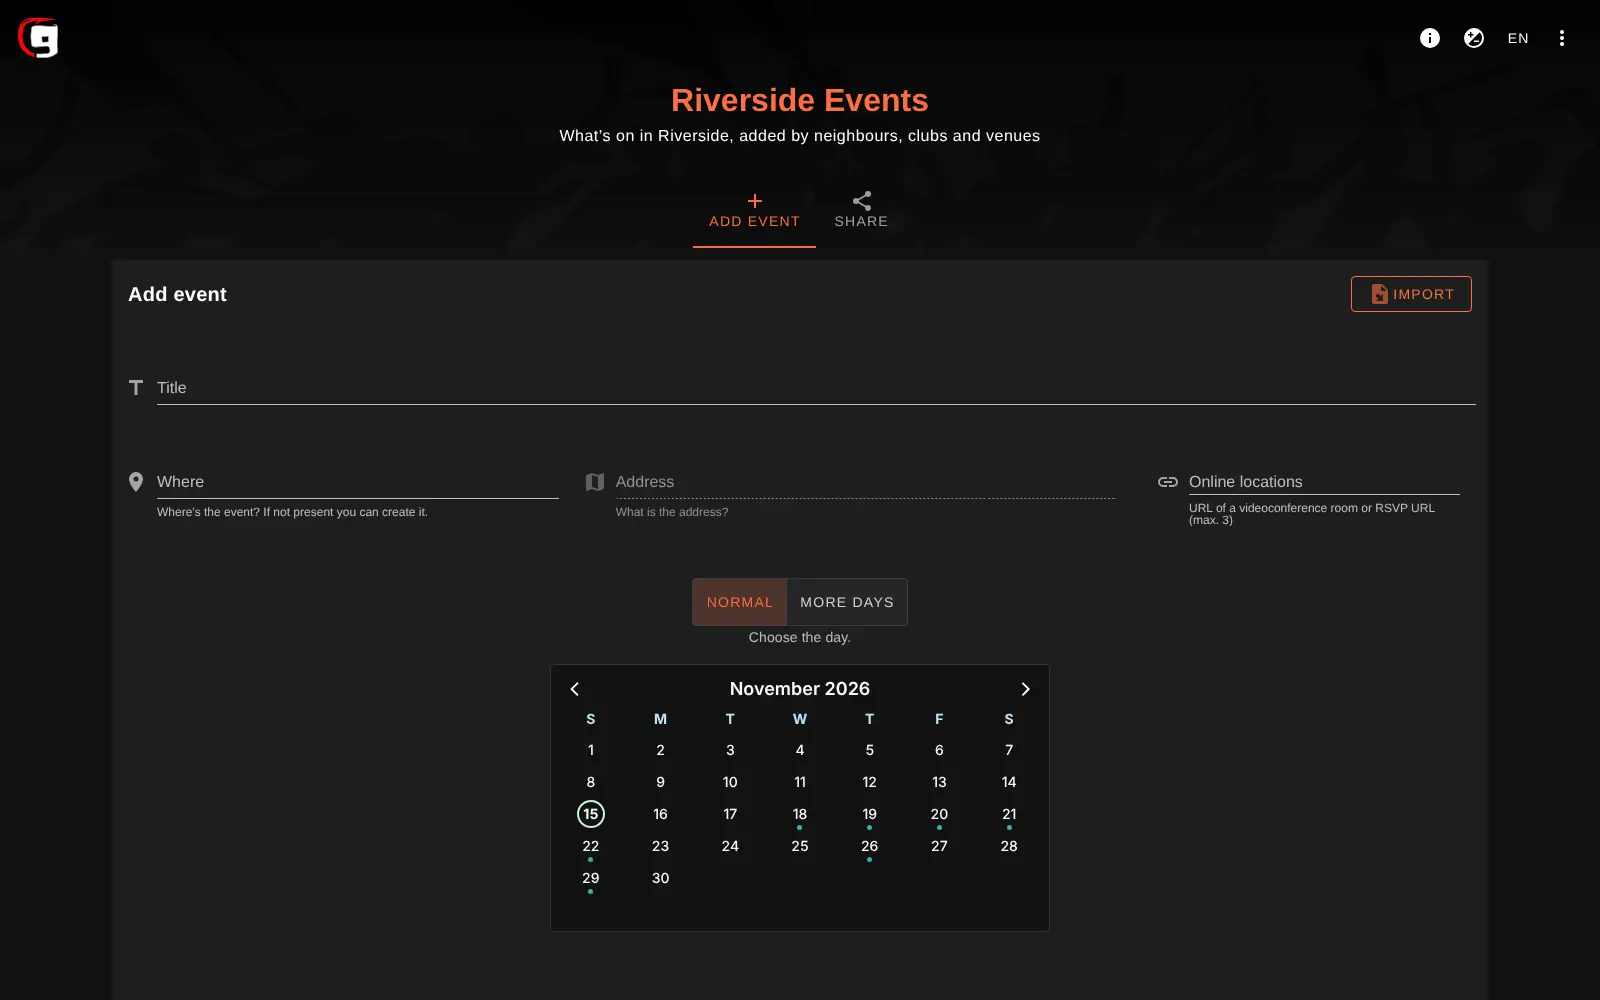 EN
Riverside Events
What's on in Riverside, added by neighbours, clubs and venues
ADD EVENT
SHARE
Add event
IMPORT
Title
Where
Where's the event? If not present you can create it.
Address
What is the address?
Online locations
URL of a videoconference room or RSVP URL
(max. 3)
NORMAL
MORE DAYS
Choose the day.
November 2026
S M T W T F S
1 2 3 4 5 6 7
8 9 10 11 12 13 14
15 16 17 18 19 20 21
22 23 24 25 26 27 28
29 30